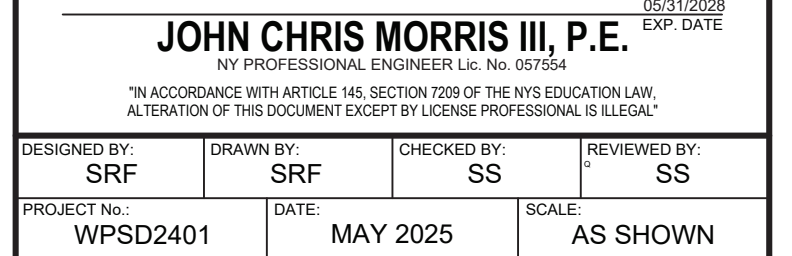 05/31/2028
EXP. DATE
JOHN CHRIS MORRIS III, P.E.
NY PROFESSIONAL ENGINEER Lic. No. 057554
"IN ACCORDANCE WITH ARTICLE 145, SECTION 7209 OF THE NYS EDUCATION LAW,
ALTERATION OF THIS DOCUMENT EXCEPT BY LICENSE PROFESSIONAL IS ILLEGAL"
DESIGNED BY:
SRF
DRAWN BY:
SRF
CHECKED BY:
SS
REVIEWED BY:
Q
SS
PROJECT No.:
WPSD2401
DATE:
MAY 2025
SCALE:
AS SHOWN